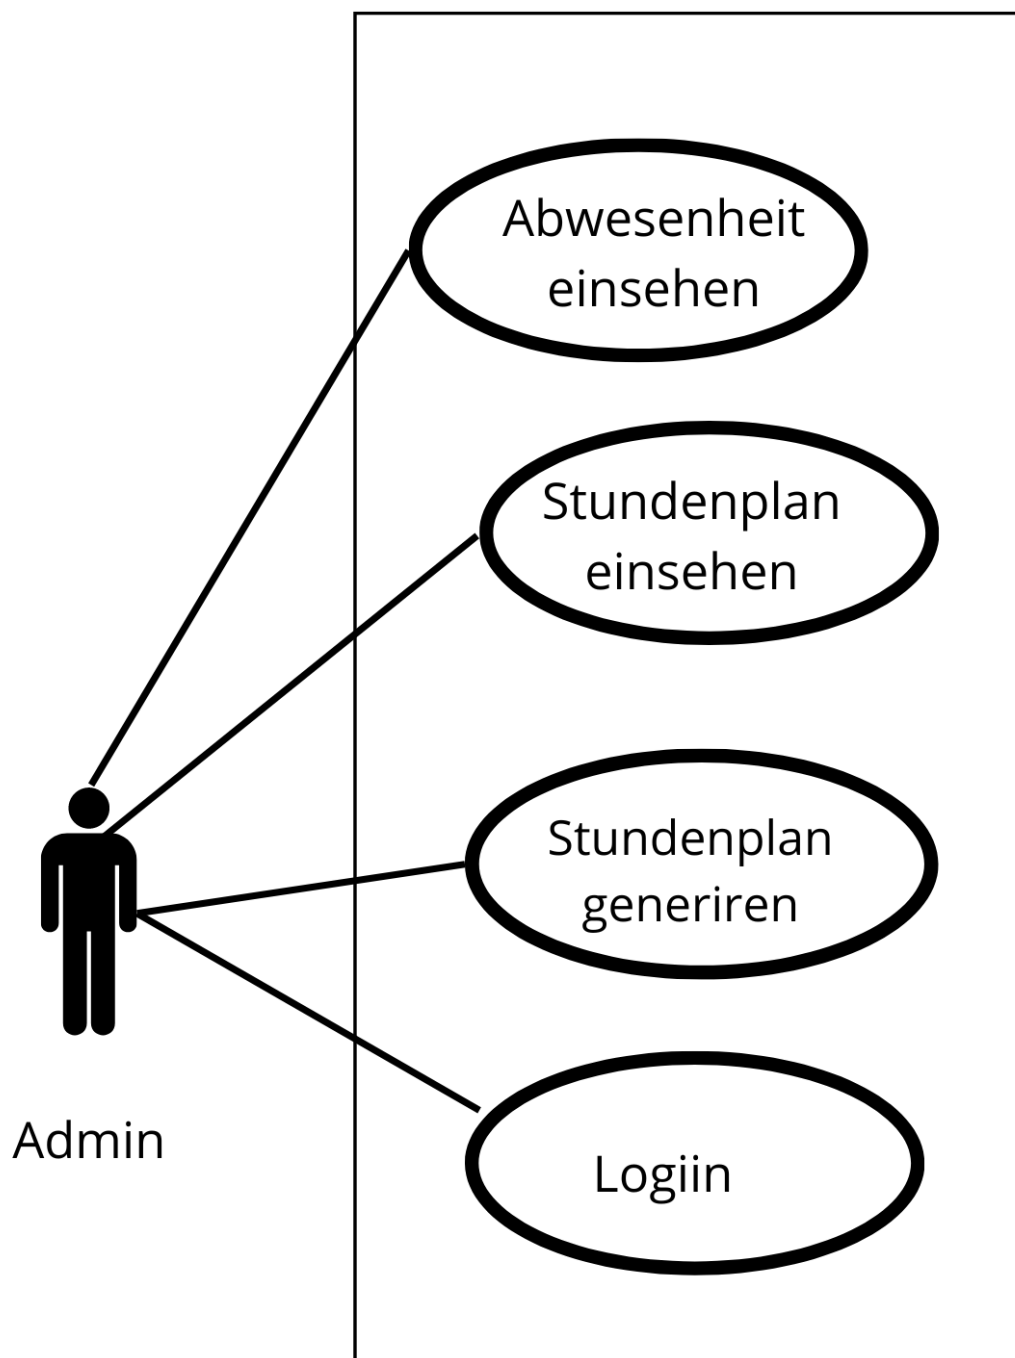 Abwesenheit
einsehen
Stundenplan
einsehen
Stundenplan
generiren
Admin
Logiin